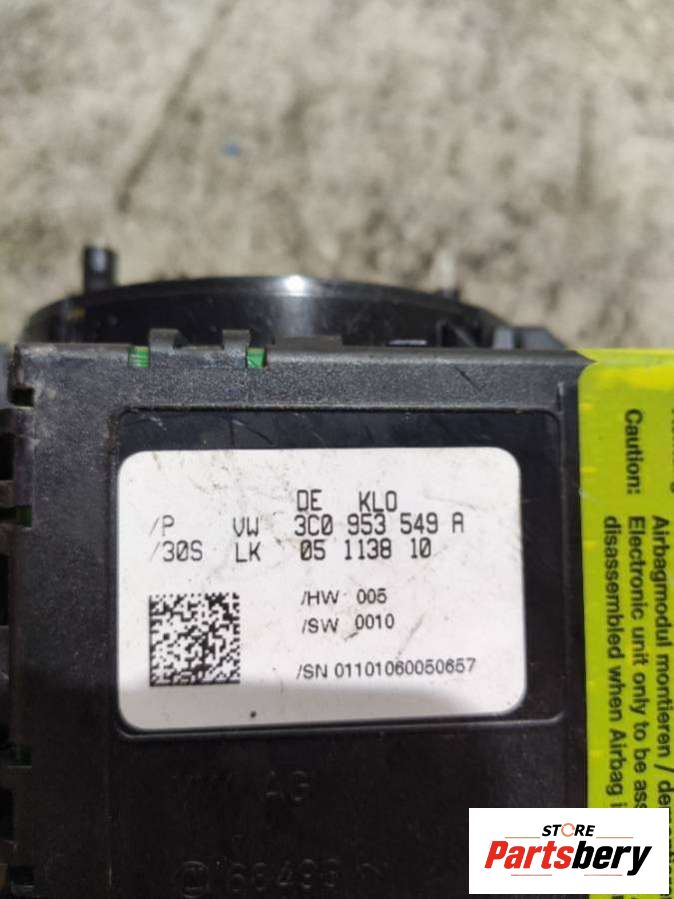 DE KLO
/P VW 3C0 953 549 A
/30S LK 05 1138 10
/HW 005
/SW 0010
/SN 01101060050657
AG
Caution:
Airbagmodul montieren /
Electronic unit only to be
disassembled when Airbag
STORE
Partsbery